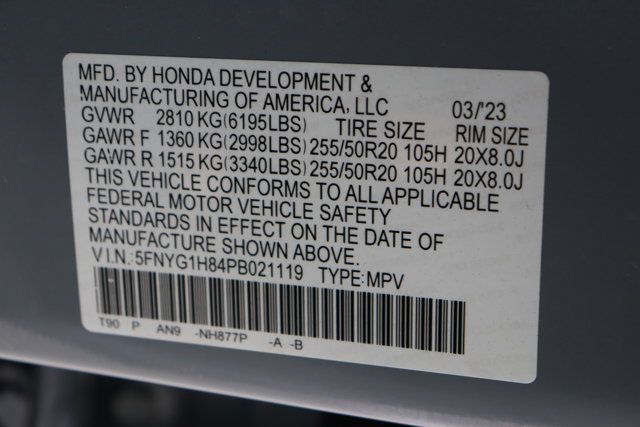 MFD. BY HONDA DEVELOPMENT &
MANUFACTURING OF AMERICA, LLC 03/'23
GVWR 2810 KG(6195LBS) TIRE SIZE RIM SIZE
GAWR F 1360 KG(2998LBS) 255/50R20 105H 20X8.0J
GAWR R 1515 KG(3340LBS) 255/50R20 105H 20X8.0J
THIS VEHICLE CONFORMS TO ALL APPLICABLE
FEDERAL MOTOR VEHICLE SAFETY
STANDARDS IN EFFECT ON THE DATE OF
MANUFACTURE SHOWN ABOVE.
V I.N.:5FNYG1H84PB021119 TYPE:MPV
T90 P AN9 -NH877P -A -B